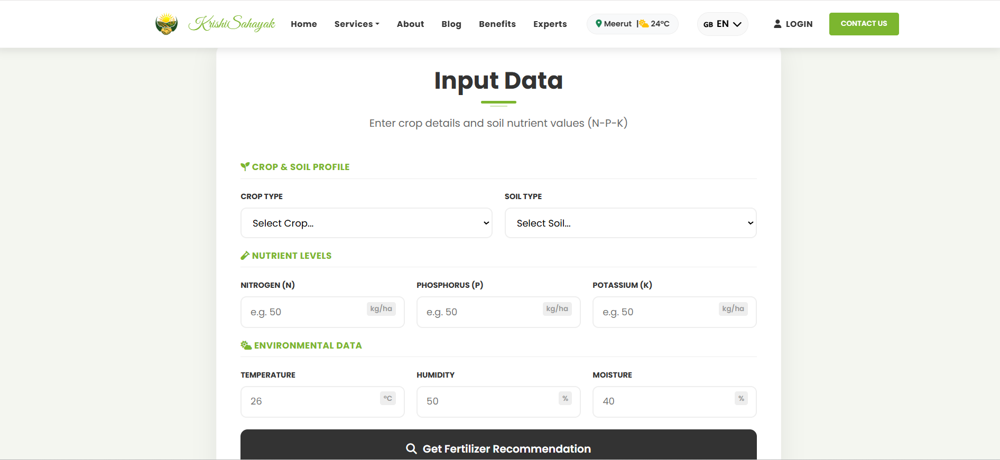 KrishiSahayak Home Services About Blog Benefits Experts Meerut | 24°C GB EN LOGIN CONTACT US
Input Data
Enter crop details and soil nutrient values (N-P-K)
CROP & SOIL PROFILE
CROP TYPE SOIL TYPE
Select Crop... Select Soil...
NUTRIENT LEVELS
NITROGEN (N) PHOSPHORUS (P) POTASSIUM (K)
e.g. 50 kg/ha e.g. 50 kg/ha e.g. 50 kg/ha
ENVIRONMENTAL DATA
TEMPERATURE HUMIDITY MOISTURE
26 °C 50 % 40 %
Get Fertilizer Recommendation